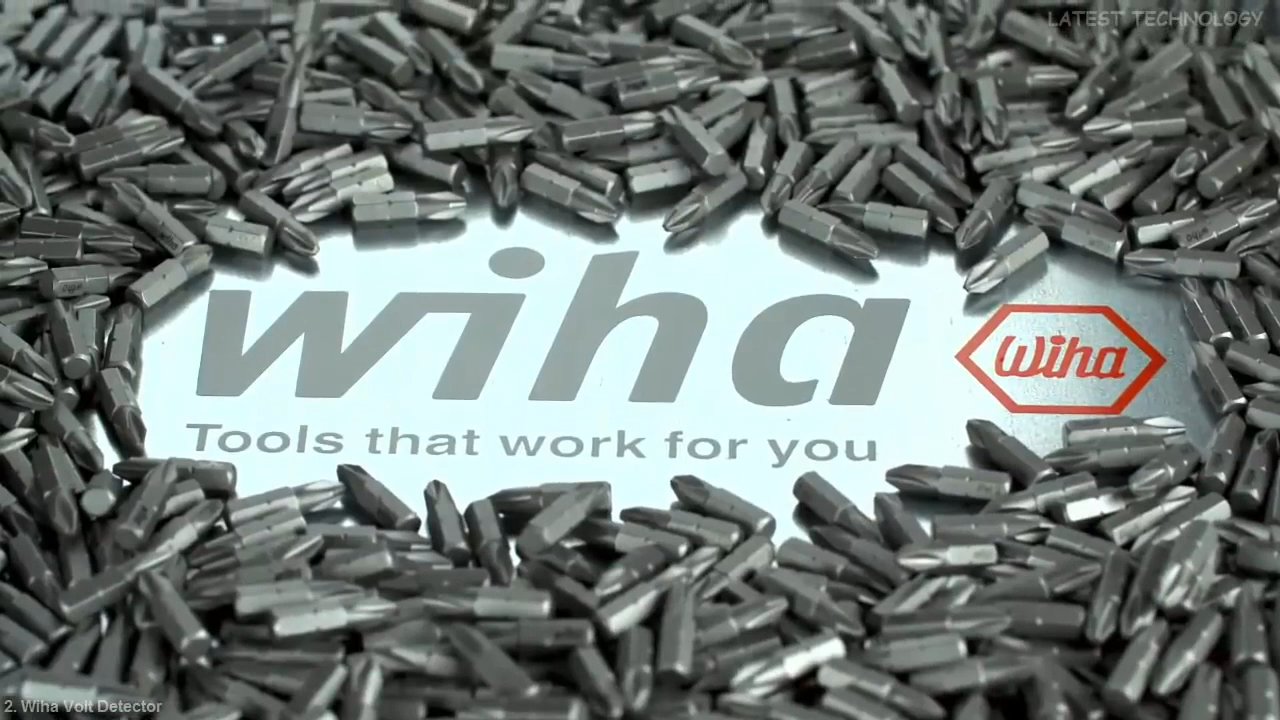 LATEST TECHNOLOGY
wiha
Wiha
Tools that work for you
2. Wiha Volt Detector